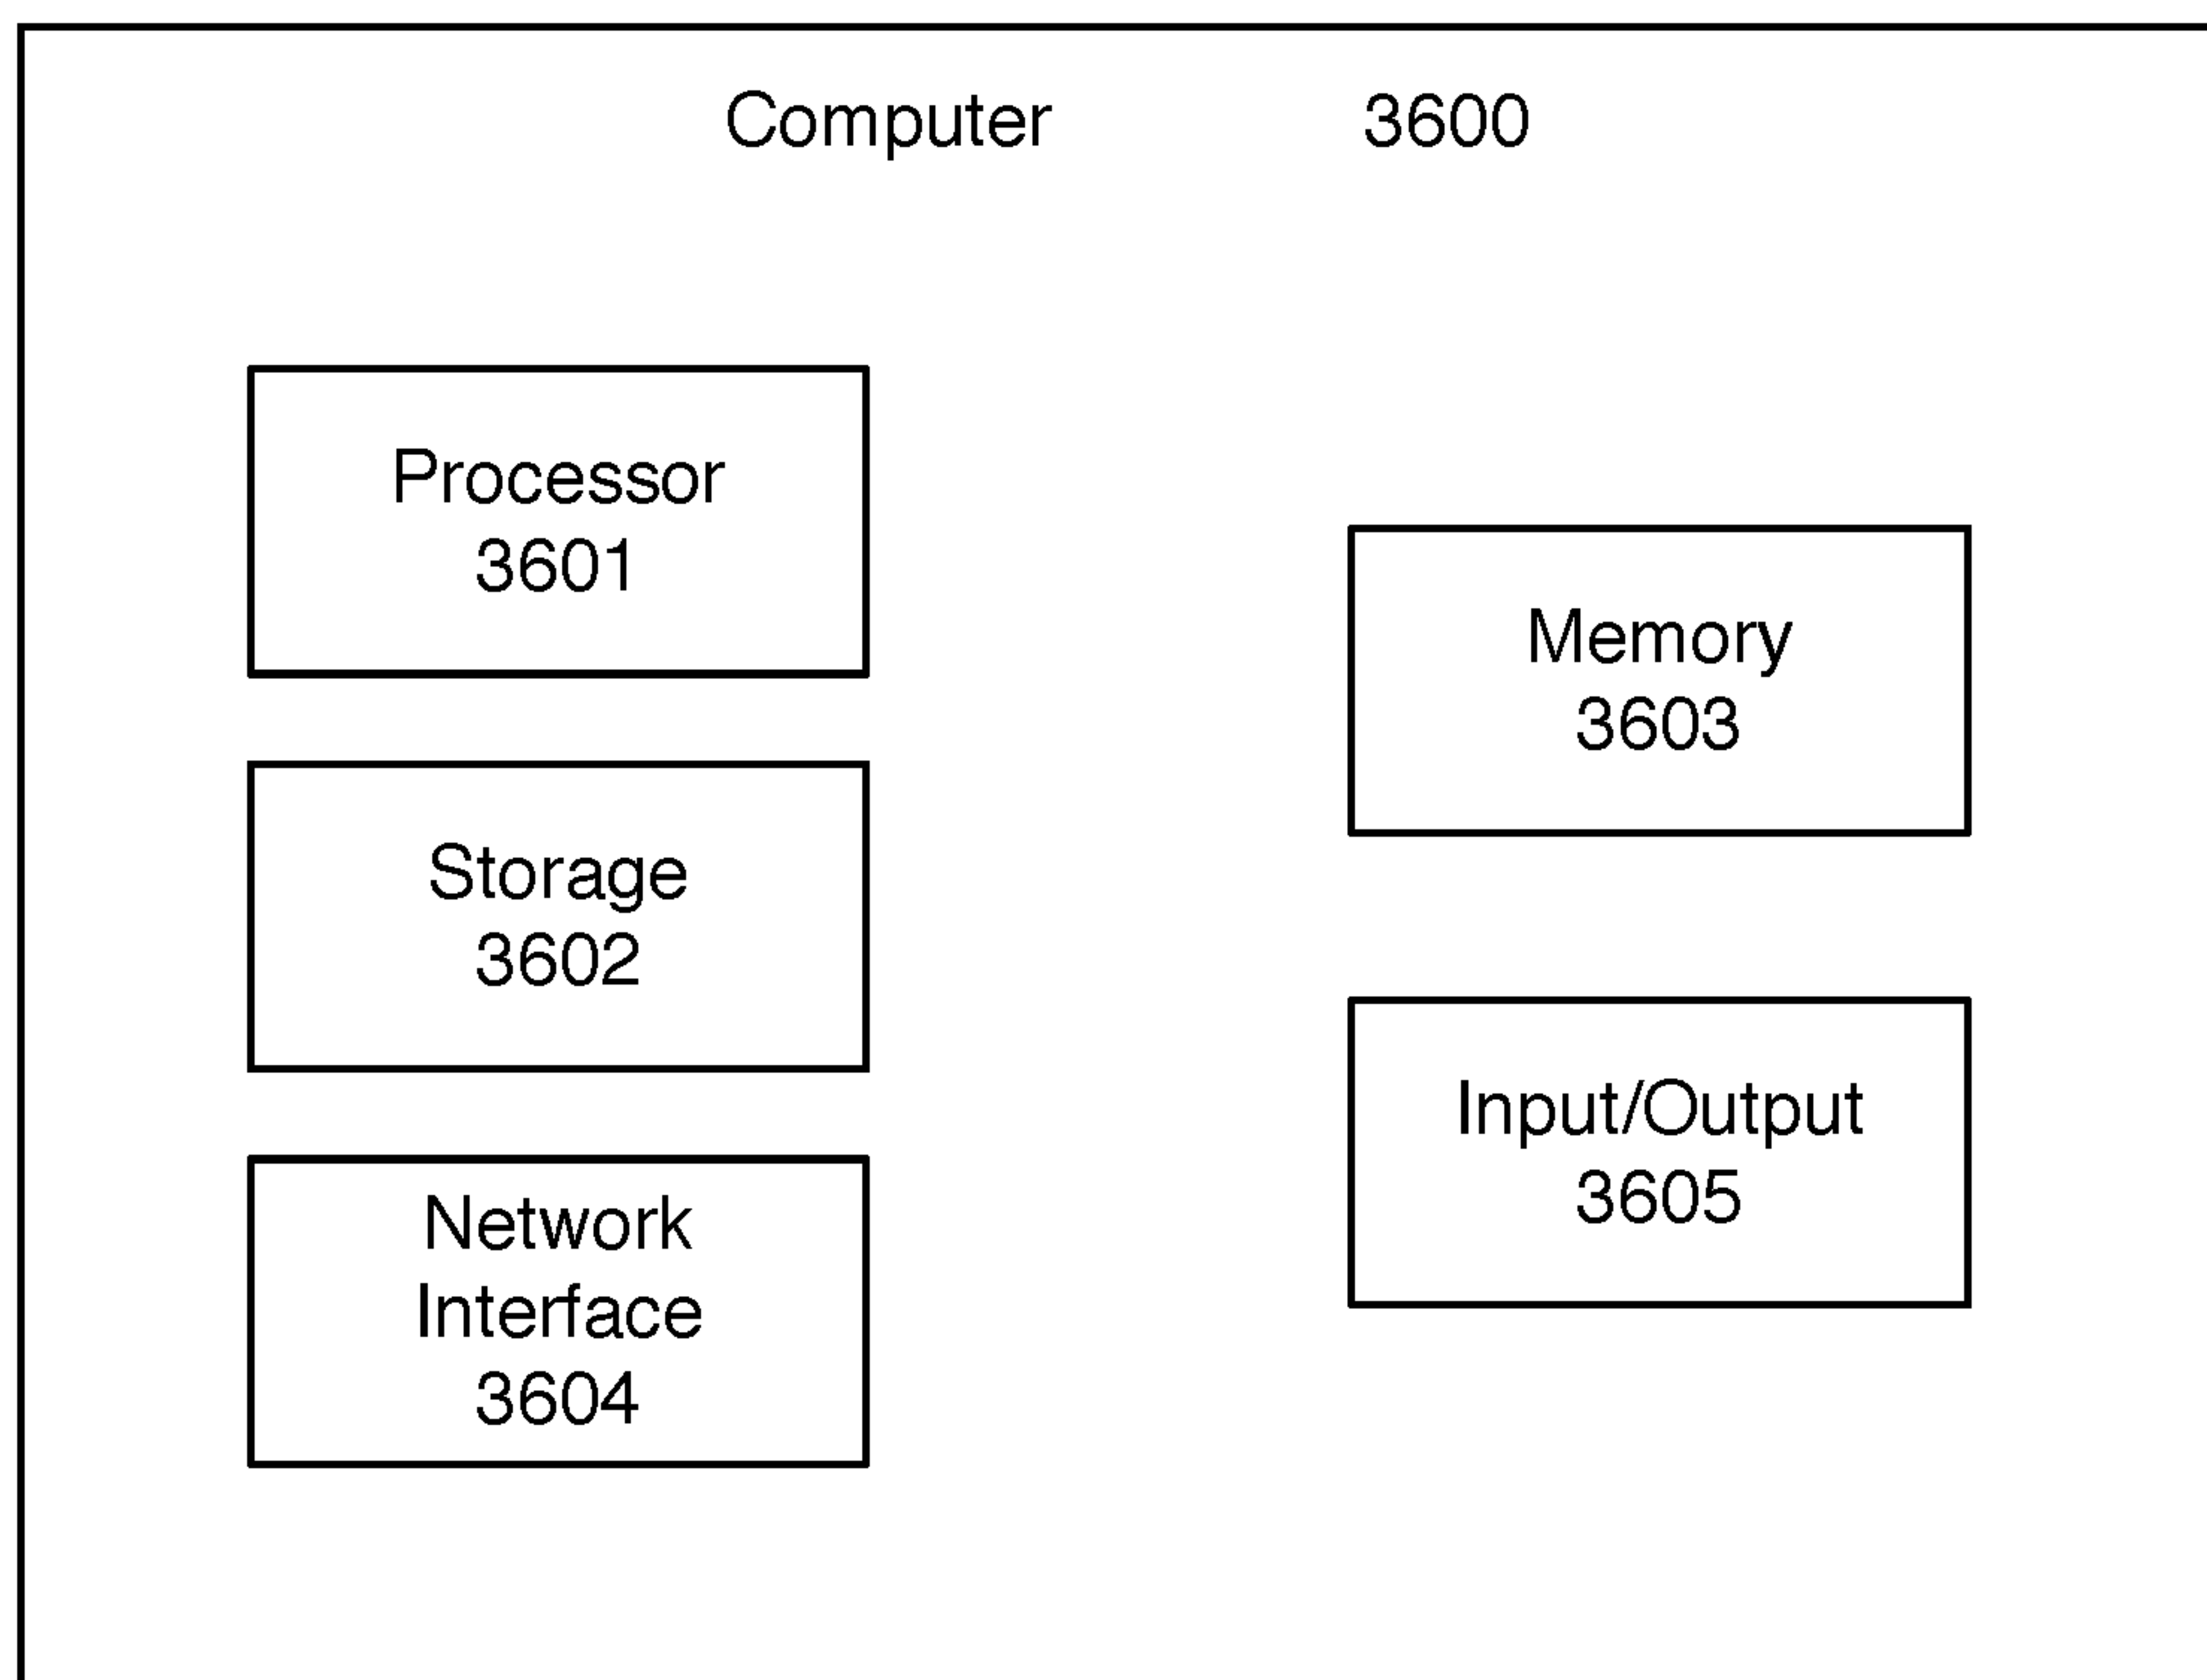 Computer 3600
Processor
3601
Storage
3602
Network
Interface
3604
Memory
3603
Input/Output
3605